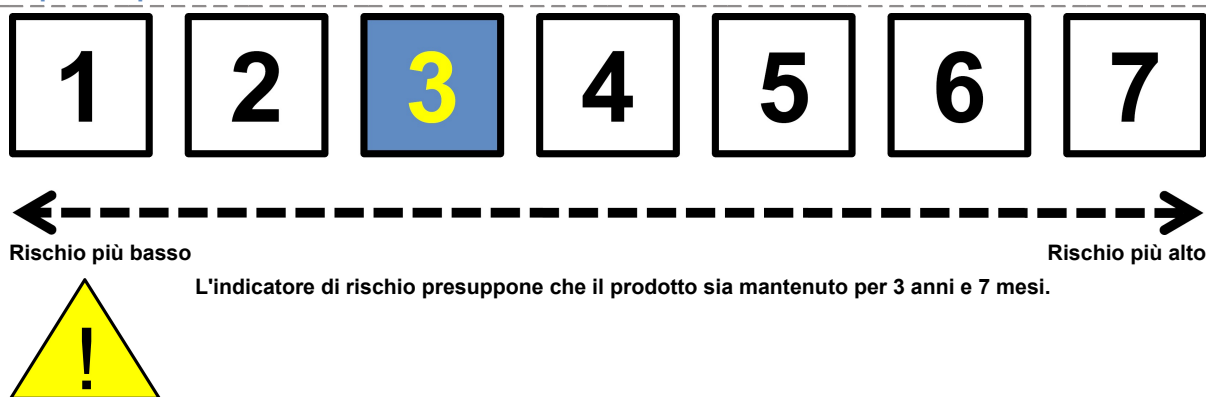 1 2 3 4 5 6 7
Rischio più basso Rischio più alto
L'indicatore di rischio presuppone che il prodotto sia mantenuto per 3 anni e 7 mesi.
!